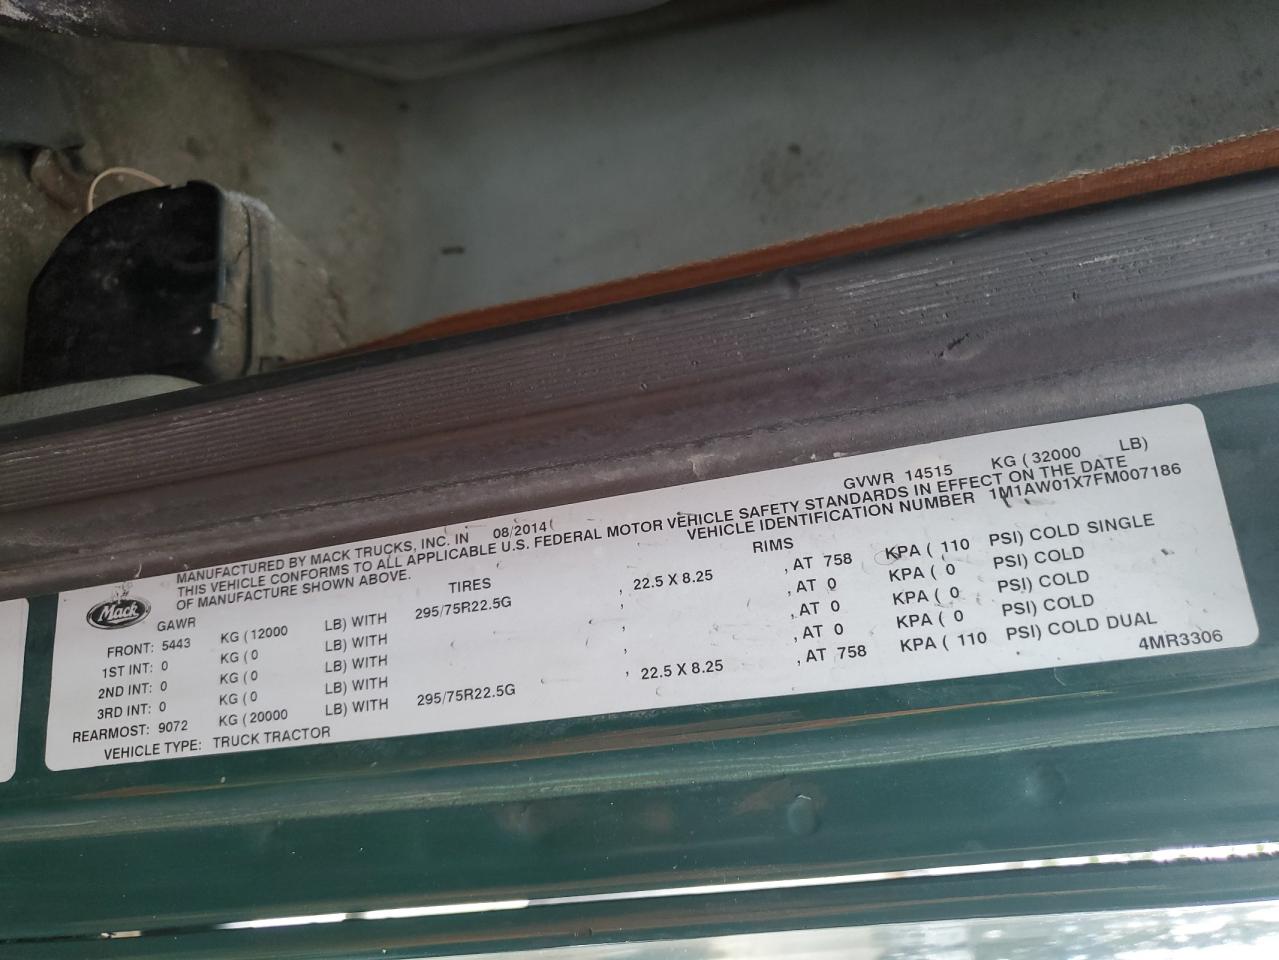 GVWR 14515 KG ( 32000 LB)
MANUFACTURED BY MACK TRUCKS, INC. IN 08/2014
THIS VEHICLE CONFORMS TO ALL APPLICABLE U.S. FEDERAL MOTOR VEHICLE SAFETY STANDARDS IN EFFECT ON THE DATE
OF MANUFACTURE SHOWN ABOVE. VEHICLE IDENTIFICATION NUMBER 1M1AW01X7FM007186
Mack
GAWR TIRES RIMS
FRONT: 5443 KG ( 12000 LB) WITH 295/75R22.5G , 22.5 X 8.25 , AT 758 KPA ( 110 PSI) COLD SINGLE
1ST INT: 0 KG ( 0 LB) WITH , , AT 0 KPA ( 0 PSI) COLD
2ND INT: 0 KG ( 0 LB) WITH , , AT 0 KPA ( 0 PSI) COLD
3RD INT: 0 KG ( 0 LB) WITH , , AT 0 KPA ( 0 PSI) COLD
REARMOST: 9072 KG ( 20000 LB) WITH 295/75R22.5G , 22.5 X 8.25 , AT 758 KPA ( 110 PSI) COLD DUAL
VEHICLE TYPE: TRUCK TRACTOR 4MR3306